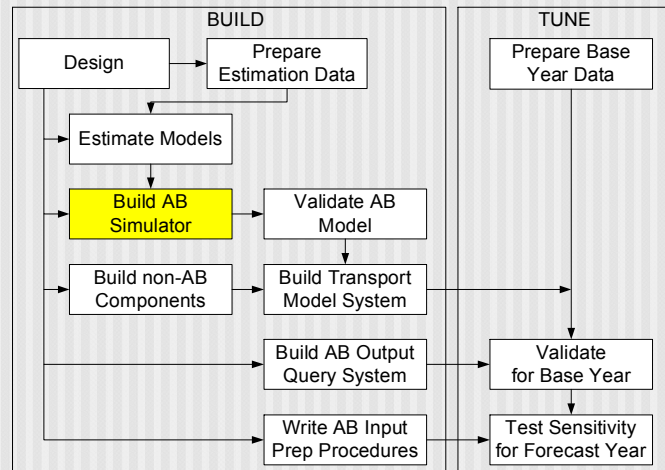 BUILD
TUNE
Design
Prepare
Estimation Data
Prepare Base
Year Data
Estimate Models
Build AB
Simulator
Validate AB
Model
Build non-AB
Components
Build Transport
Model System
Build AB Output
Query System
Validate
for Base Year
Write AB Input
Prep Procedures
Test Sensitivity
for Forecast Year